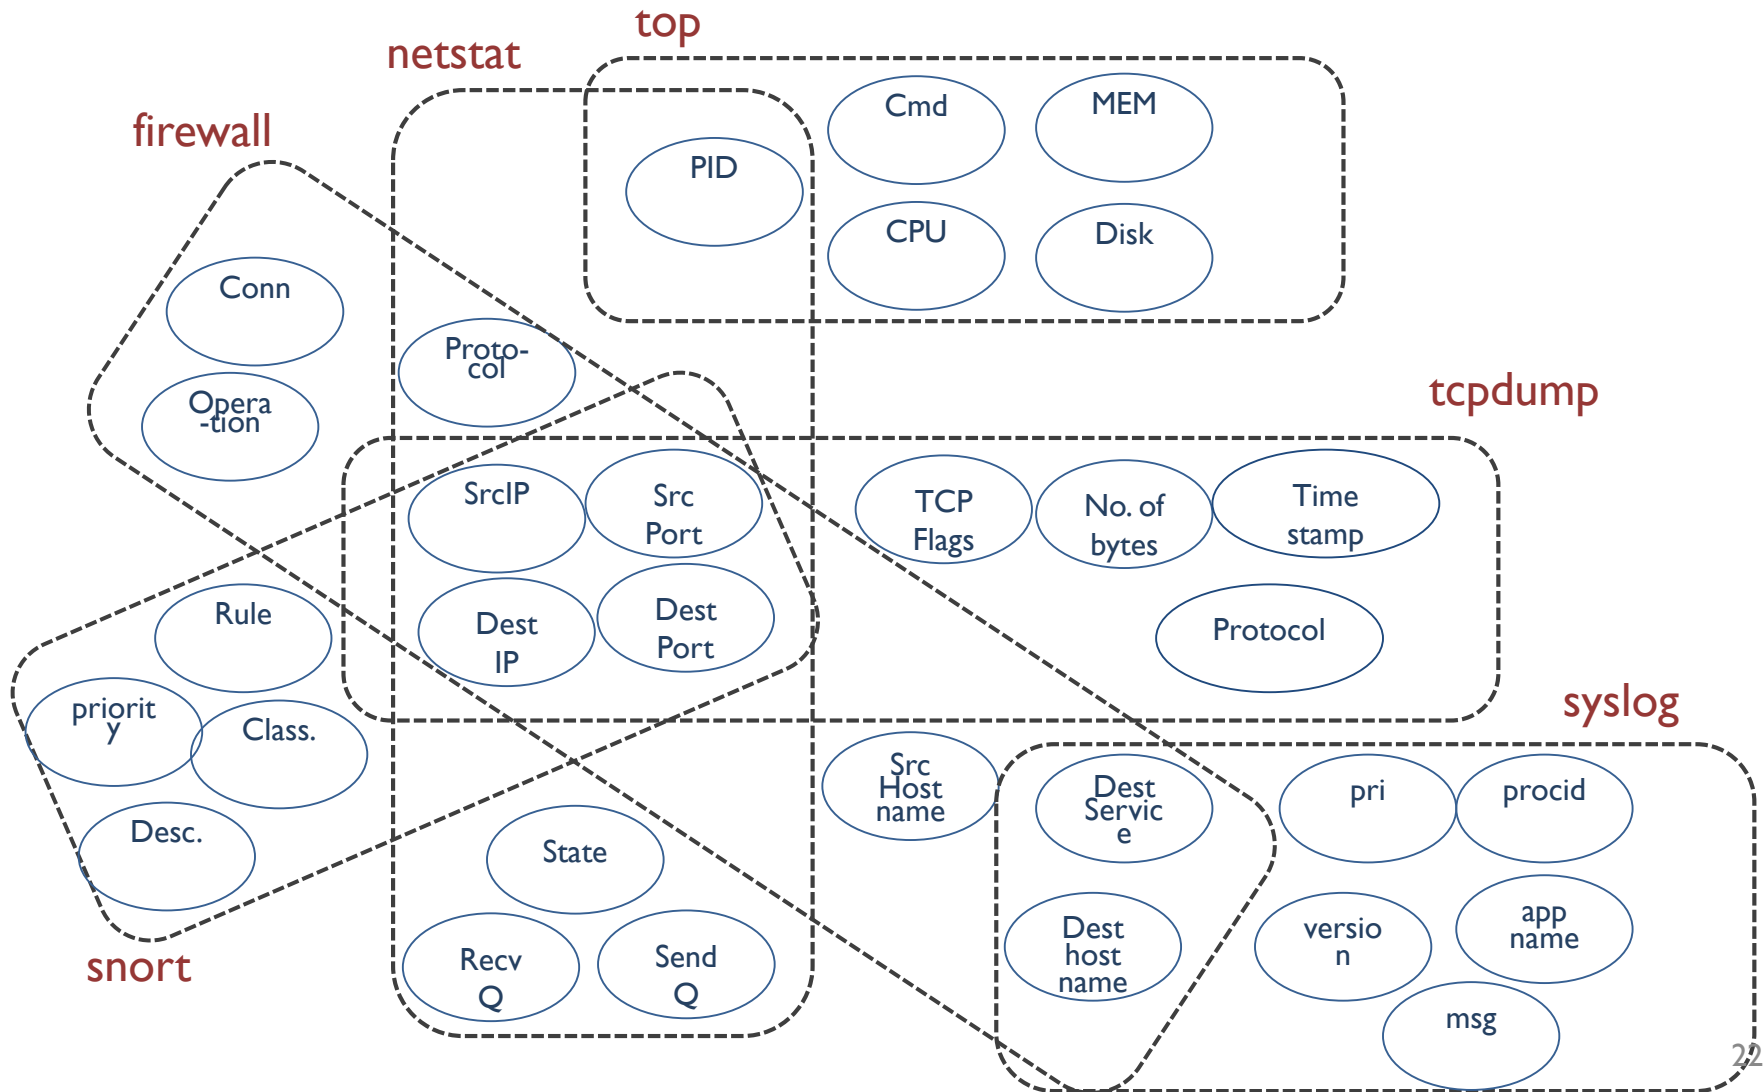 top
netstat
Cmd
MEM
firewall
PID
CPU
Disk
Conn
Proto-
col
Opera
-tion
tcpdump
SrcIP
Src
Port
TCP
Flags
No. of
bytes
Time
stamp
Rule
Dest
IP
Dest
Port
Protocol
priorit
y
Class.
syslog
Src
Host
name
Dest
Servic
e
pri
procid
Desc.
State
snort
Recv
Q
Send
Q
Dest
host
name
versio
n
app
name
msg
22